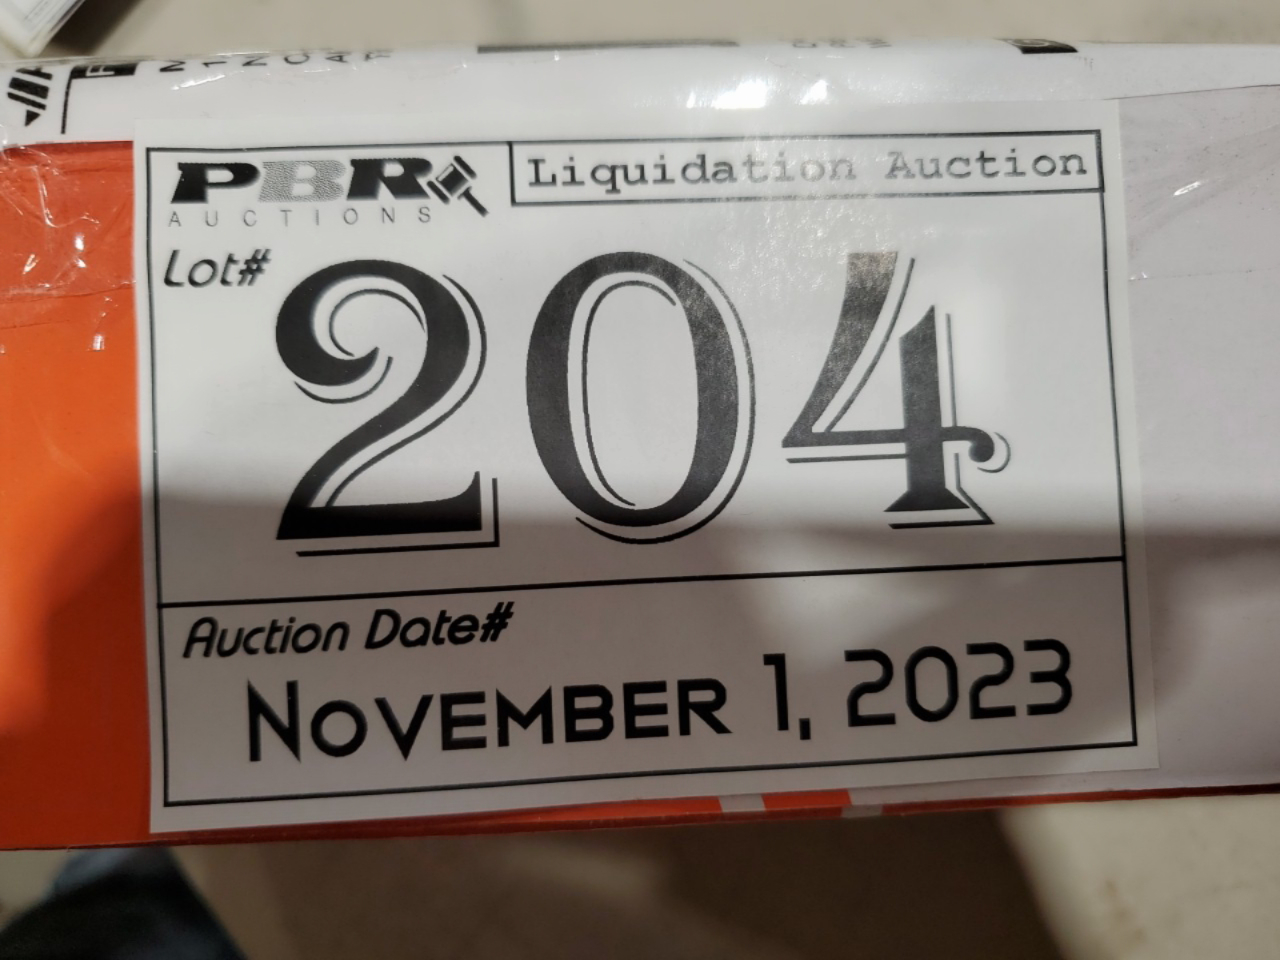 PBR
AUCTIONS
Liquidation Auction
Lot#
204
Auction Date#
NOVEMBER 1, 2023